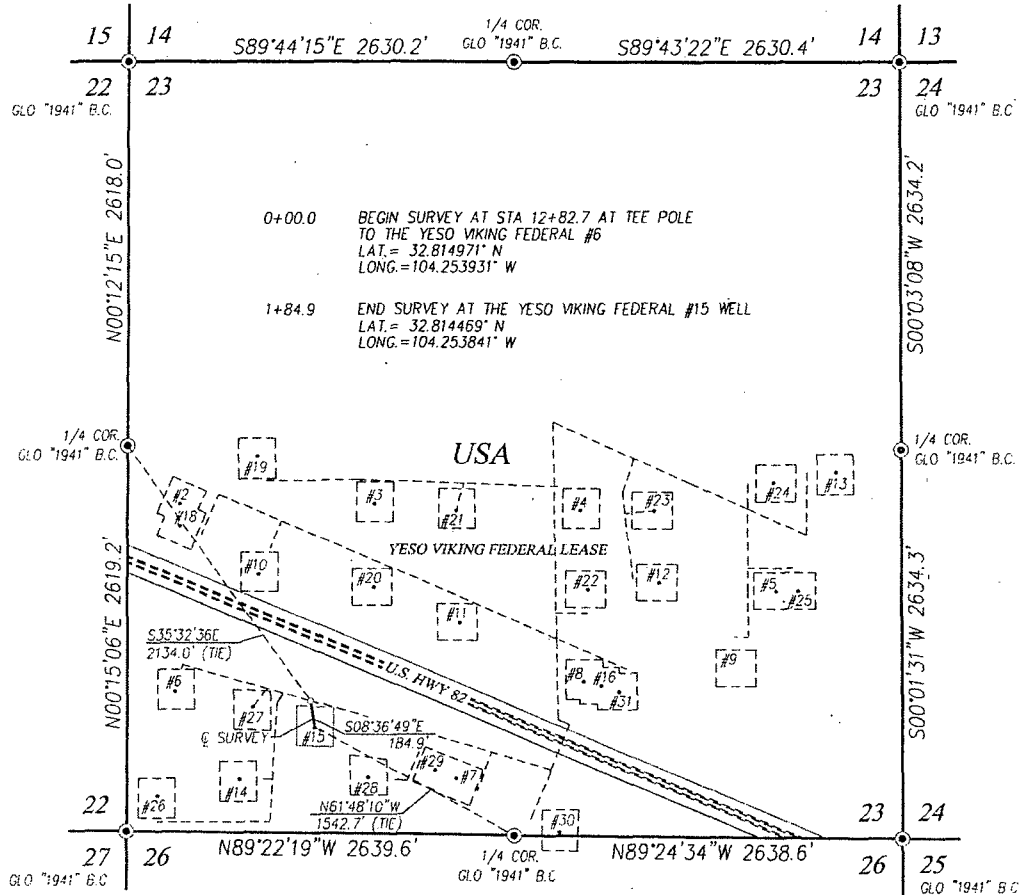 15 14
S89°44'15"E 2630.2'
1/4 COR.
GLO "1941" B.C.
S89°43'22"E 2630.4'
14 13
22 23
GLO "1941" B.C.
23 24
GLO "1941" B.C
N00°12'15"E 2618.0'
S00°03'08"W 2634.2'
0+00.0 BEGIN SURVEY AT STA 12+82.7 AT TEE POLE
TO THE YESO VIKING FEDERAL #6
LAT.= 32.814971° N
LONG.=104.253931° W
1+84.9 END SURVEY AT THE YESO VIKING FEDERAL #15 WELL
LAT.= 32.814469° N
LONG.=104.253841° W
1/4 COR.
GLO "1941" B.C.
USA
1/4 COR.
GLO "1941" B.C.
#19
#2
#18
#3
#21
#4
#23
#24
#13
YESO VIKING FEDERAL LEASE
#10
#20
#11
#22
#12
#5
#25
N00°15'06"E 2619.2'
S00°01'31"W 2634.3'
S35°32'36E
2134.0' (TIE)
U.S. HWY 82
#6
#8
#16
#31
#9
#27
℄ SURVEY
#15
S08°36'49"E
184.9'
#29
#7
#14
#28
#26
N61°48'10"W
1542.7' (TIE)
#30
22
23 24
27 26
GLO "1941" B.C
N89°22'19"W 2639.6'
1/4 COR.
GLO "1941" B.C
N89°24'34"W 2638.6'
26 25
GLO "1941" B.C